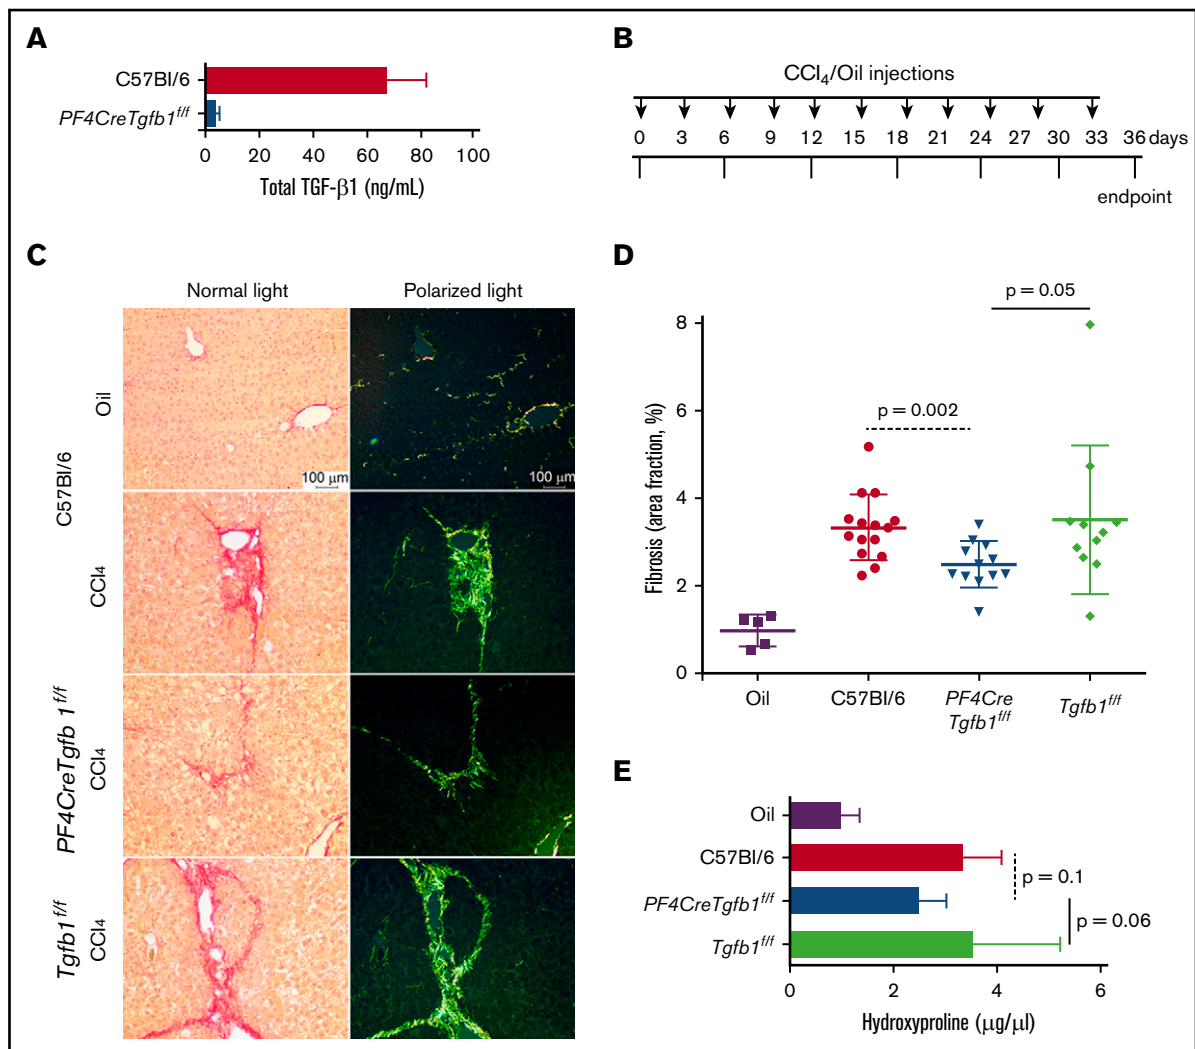 A
C57Bl/6
PF4CreTgfb1f/f
0 20 40 60 80 100
Total TGF-β1 (ng/mL)
B
CCl4/Oil injections
0 3 6 9 12 15 18 21 24 27 30 33 36 days
endpoint
C
Normal light
Polarized light
Oil
100 μm
100 μm
C57Bl/6
CCl4
PF4CreTgfb 1f/f
CCl4
Tgfb1f/f
CCl4
D
p = 0.05
p = 0.002
8
6
4
2
0
Fibrosis (area fraction, %)
Oil
C57Bl/6
PF4Cre
Tgfb1f/f
Tgfb1f/f
E
Oil
C57Bl/6
PF4CreTgfb1f/f
Tgfb1f/f
p = 0.1
p = 0.06
0 2 4 6
Hydroxyproline (μg/μl)